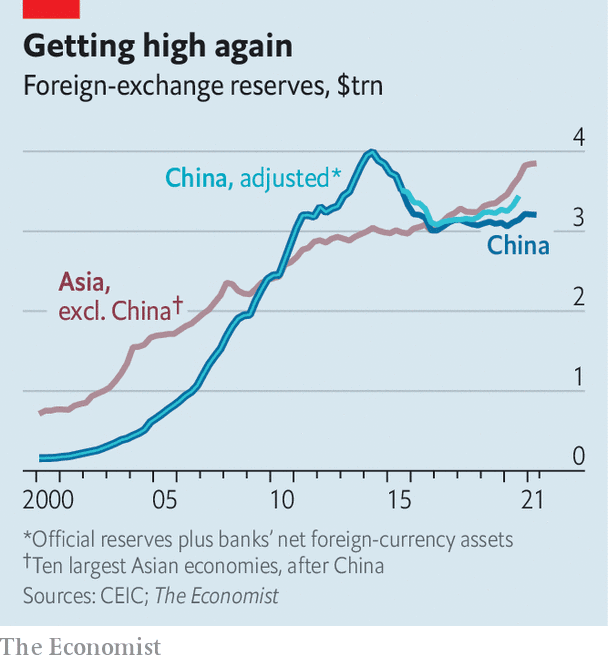 Getting high again
Foreign-exchange reserves, $trn
4
China, adjusted*
3
China
Asia,
excl. China†
2
1
0
2000 05 10 15 21
*Official reserves plus banks’ net foreign-currency assets
†Ten largest Asian economies, after China
Sources: CEIC; The Economist
The Economist